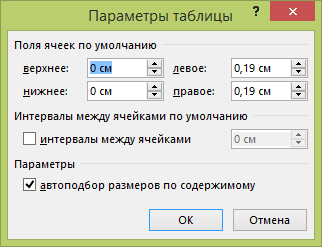 Параметры таблицы ?
Поля ячеек по умолчанию
верхнее: 0 см левое: 0,19 см
нижнее: 0 см правое: 0,19 см
Интервалы между ячейками по умолчанию
интервалы между ячейками 0 см
Параметры
автоподбор размеров по содержимому
ОК Отмена